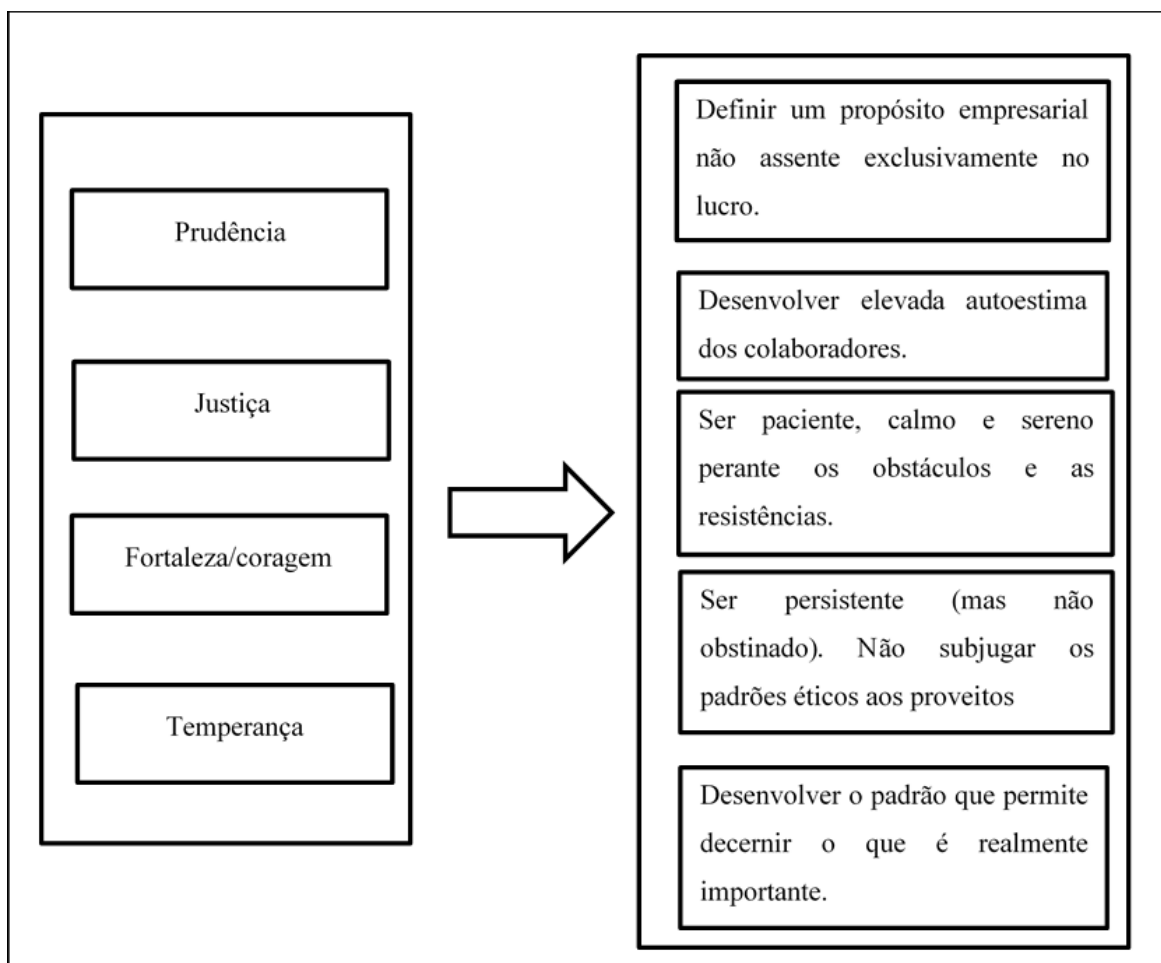 Prudência
Justiça
Fortaleza/coragem
Temperança
Definir um propósito empresarial
não assente exclusivamente no
lucro.
Desenvolver elevada autoestima
dos colaboradores.
Ser paciente, calmo e sereno
perante os obstáculos e as
resistências.
Ser persistente (mas não
obstinado). Não subjugar os
padrões éticos aos proveitos
Desenvolver o padrão que permite
decernir o que é realmente
importante.